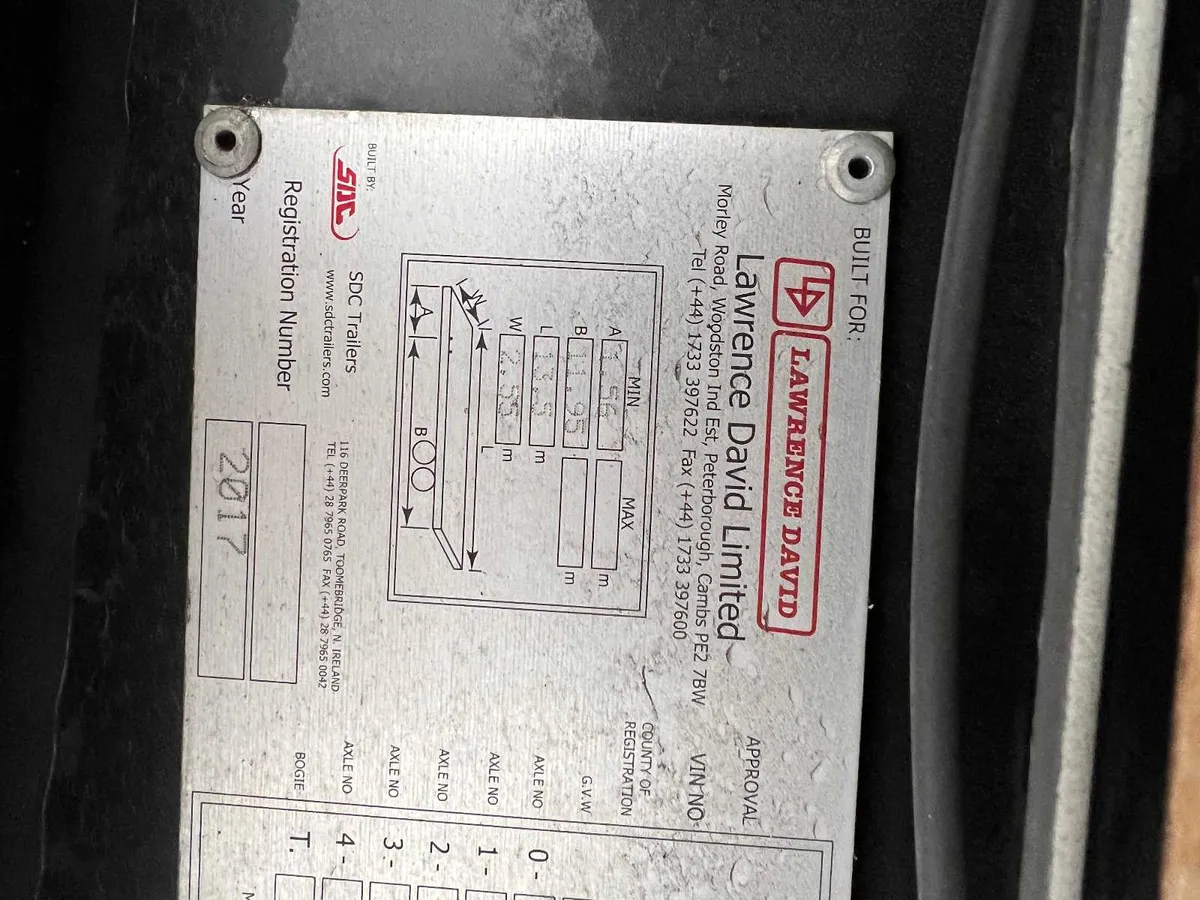 BUILT FOR:
LAWRENCE DAVID
Lawrence David Limited
Morley Road, Woodston Ind Est, Peterborough, Cambs PE2 7BW
Tel (+44) 1733 397622 Fax (+44) 1733 397600
MIN MAX
A 1.56 m
B 11.95 m
L 13.5 m
W 2.55 m
N
L
A
B
BUILT BY:
SDC
SDC Trailers
www.sdctrailers.com
116 DEERPARK ROAD, TOOMEBRIDGE, N. IRELAND
TEL (+44) 28 7965 0765 FAX (+44) 28 7965 0042
Registration Number
Year 2017
APPROVAL
VIN NO
COUNTY OF
REGISTRATION
G.V.W
AXLE NO 0 -
AXLE NO 1 -
AXLE NO 2 -
AXLE NO 3 -
AXLE NO 4 -
BOGIE T.